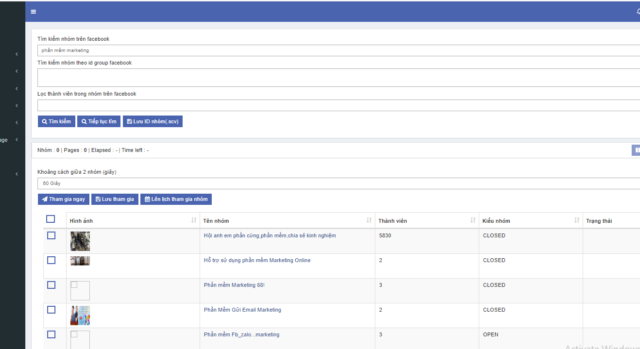 Tìm kiếm nhóm trên facebook
phần mềm marketing
Tìm kiếm nhóm theo id group facebook
Lọc thành viên trong nhóm trên facebook
Tìm kiếm Tiếp tục tìm Lưu ID nhóm(.scv)
Nhóm : 0 | Pages : 0 | Elapsed : - | Time left : -
Khoảng cách giữa 2 nhóm (giây)
60 Giây
Tham gia ngay Lưu tham gia Lên lịch tham gia nhóm
Hình ảnh Tên nhóm Thành viên Kiểu nhóm Trạng thái
Hội anh em phần cứng,phần mềm,chia sẻ kinh nghiệm 5836 CLOSED
Hỗ trợ sử dụng phần mềm Marketing Online 2 CLOSED
Phần mềm Marketing 60! 3 CLOSED
Phần Mềm Gửi Email Marketing 2 CLOSED
Phần mềm Fb_zalo.. marketing 3 OPEN